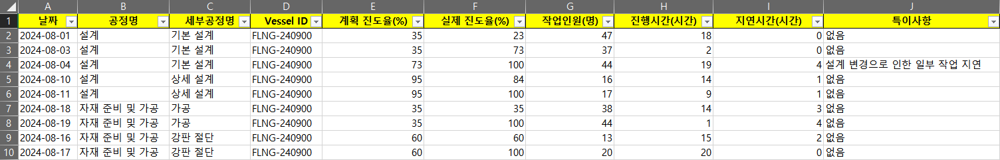 A B C D E F G H I J
1 날짜 공정명 세부공정명 Vessel ID 계획 진도율(%) 실제 진도율(%) 작업인원(명) 진행시간(시간) 지연시간(시간) 특이사항
2 2024-08-01 설계 기본 설계 FLNG-240900 35 23 47 18 0 없음
3 2024-08-03 설계 기본 설계 FLNG-240900 35 73 37 2 0 없음
4 2024-08-04 설계 기본 설계 FLNG-240900 73 100 44 19 4 설계 변경으로 인한 일부 작업 지연
5 2024-08-10 설계 상세 설계 FLNG-240900 95 84 16 14 1 없음
6 2024-08-11 설계 상세 설계 FLNG-240900 95 100 17 9 1 없음
7 2024-08-18 자재 준비 및 가공 가공 FLNG-240900 35 35 38 14 3 없음
8 2024-08-19 자재 준비 및 가공 가공 FLNG-240900 35 100 44 1 4 없음
9 2024-08-16 자재 준비 및 가공 강판 절단 FLNG-240900 60 60 13 15 2 없음
10 2024-08-17 자재 준비 및 가공 강판 절단 FLNG-240900 60 100 20 20 0 없음